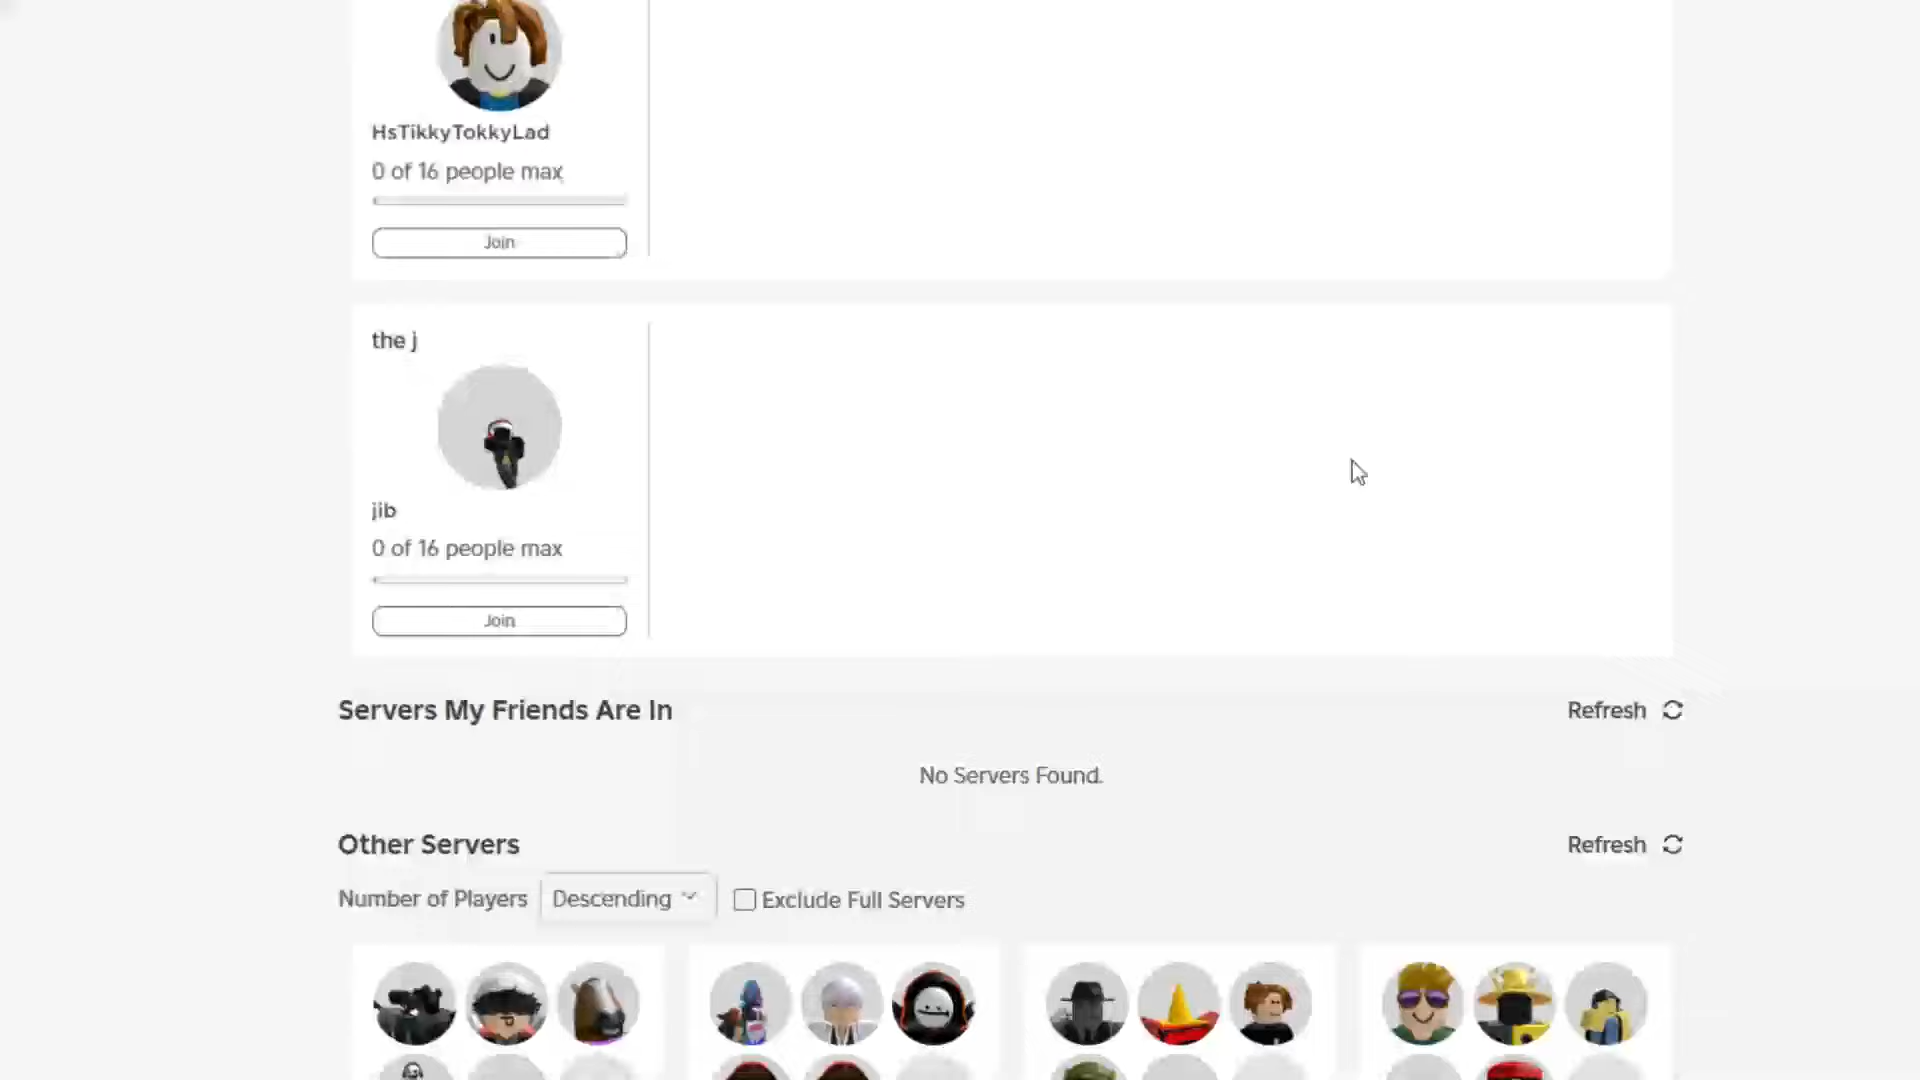 HsTikkyTokkyLad
0 of 16 people max
Join
the j
jib
0 of 16 people max
Join
Servers My Friends Are In
Refresh
No Servers Found.
Other Servers
Refresh
Number of Players Descending Exclude Full Servers